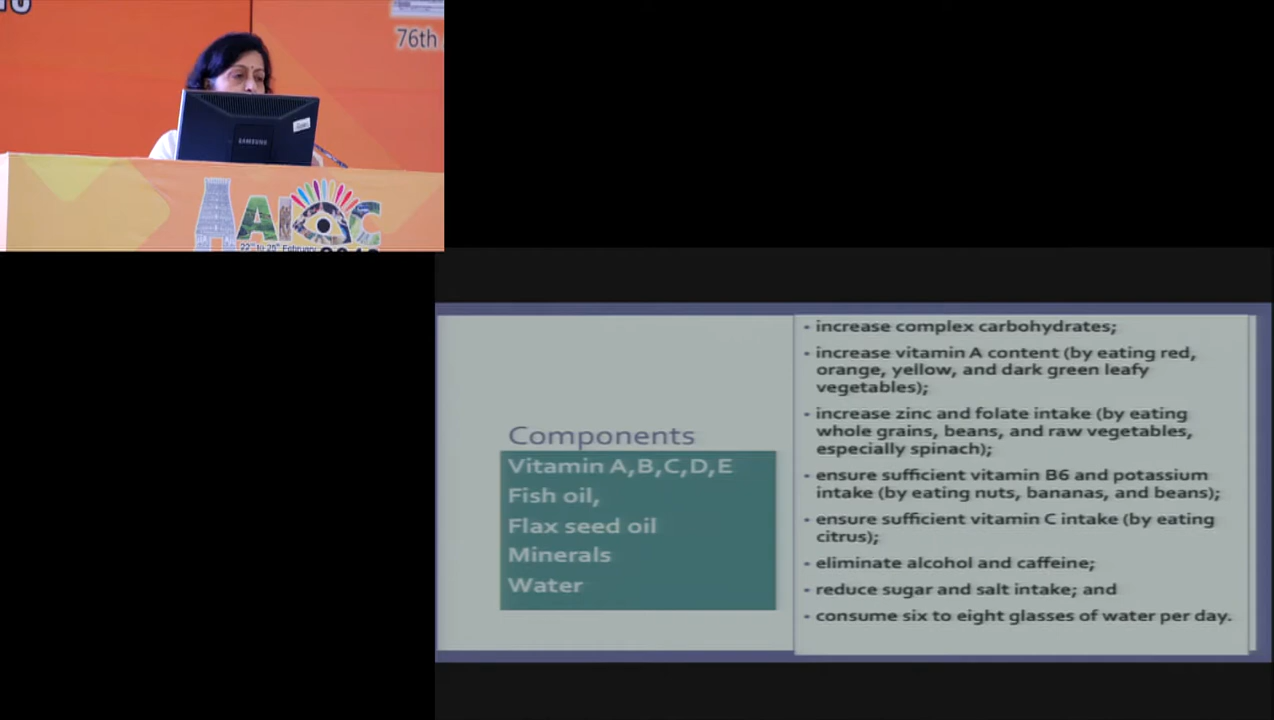 76th
SAMSUNG
AIOC
22nd to 25th February
Components
Vitamin A,B,C,D,E
Fish oil,
Flax seed oil
Minerals
Water
• increase complex carbohydrates;
• increase vitamin A content (by eating red,
orange, yellow, and dark green leafy
vegetables);
• increase zinc and folate intake (by eating
whole grains, beans, and raw vegetables,
especially spinach);
• ensure sufficient vitamin B6 and potassium
intake (by eating nuts, bananas, and beans);
• ensure sufficient vitamin C intake (by eating
citrus);
• eliminate alcohol and caffeine;
• reduce sugar and salt intake; and
• consume six to eight glasses of water per day.